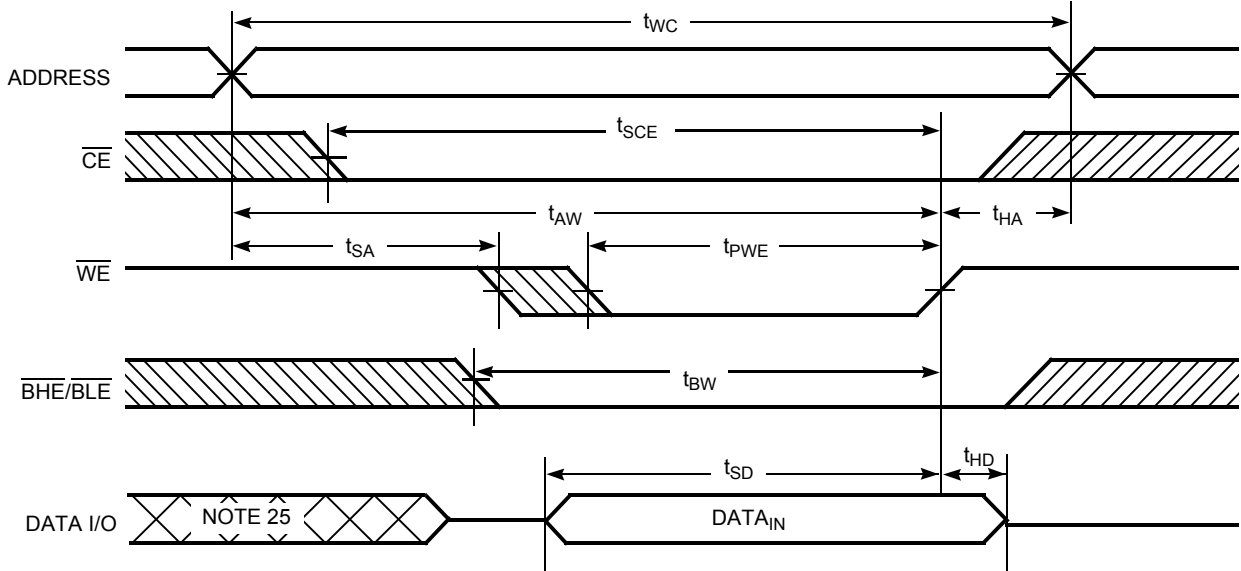 tWC
ADDRESS
tSCE
CE
tAW
tHA
tSA
tPWE
WE
tBW
BHE/BLE
tSD
tHD
DATA I/O
NOTE 25
DATAIN